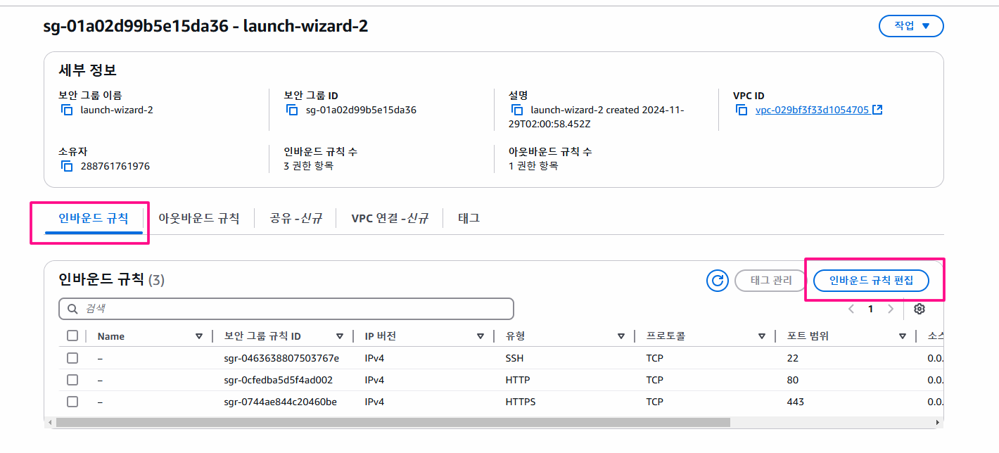 sg-01a02d99b5e15da36 - launch-wizard-2
작업
세부 정보
보안 그룹 이름
launch-wizard-2
보안 그룹 ID
sg-01a02d99b5e15da36
설명
launch-wizard-2 created 2024-11-
29T02:00:58.452Z
VPC ID
vpc-029bf3f33d1054705
소유자
288761761976
인바운드 규칙 수
3 권한 항목
아웃바운드 규칙 수
1 권한 항목
인바운드 규칙 아웃바운드 규칙 공유 -신규 VPC 연결 -신규 태그
인바운드 규칙 (3)
태그 관리
인바운드 규칙 편집
검색
1
Name 보안 그룹 규칙 ID IP 버전 유형 프로토콜 포트 범위 소스
– sgr-0463638807503767e IPv4 SSH TCP 22 0.0.
– sgr-0cfedba5d5f4ad002 IPv4 HTTP TCP 80 0.0.
– sgr-0744ae844c20460be IPv4 HTTPS TCP 443 0.0.